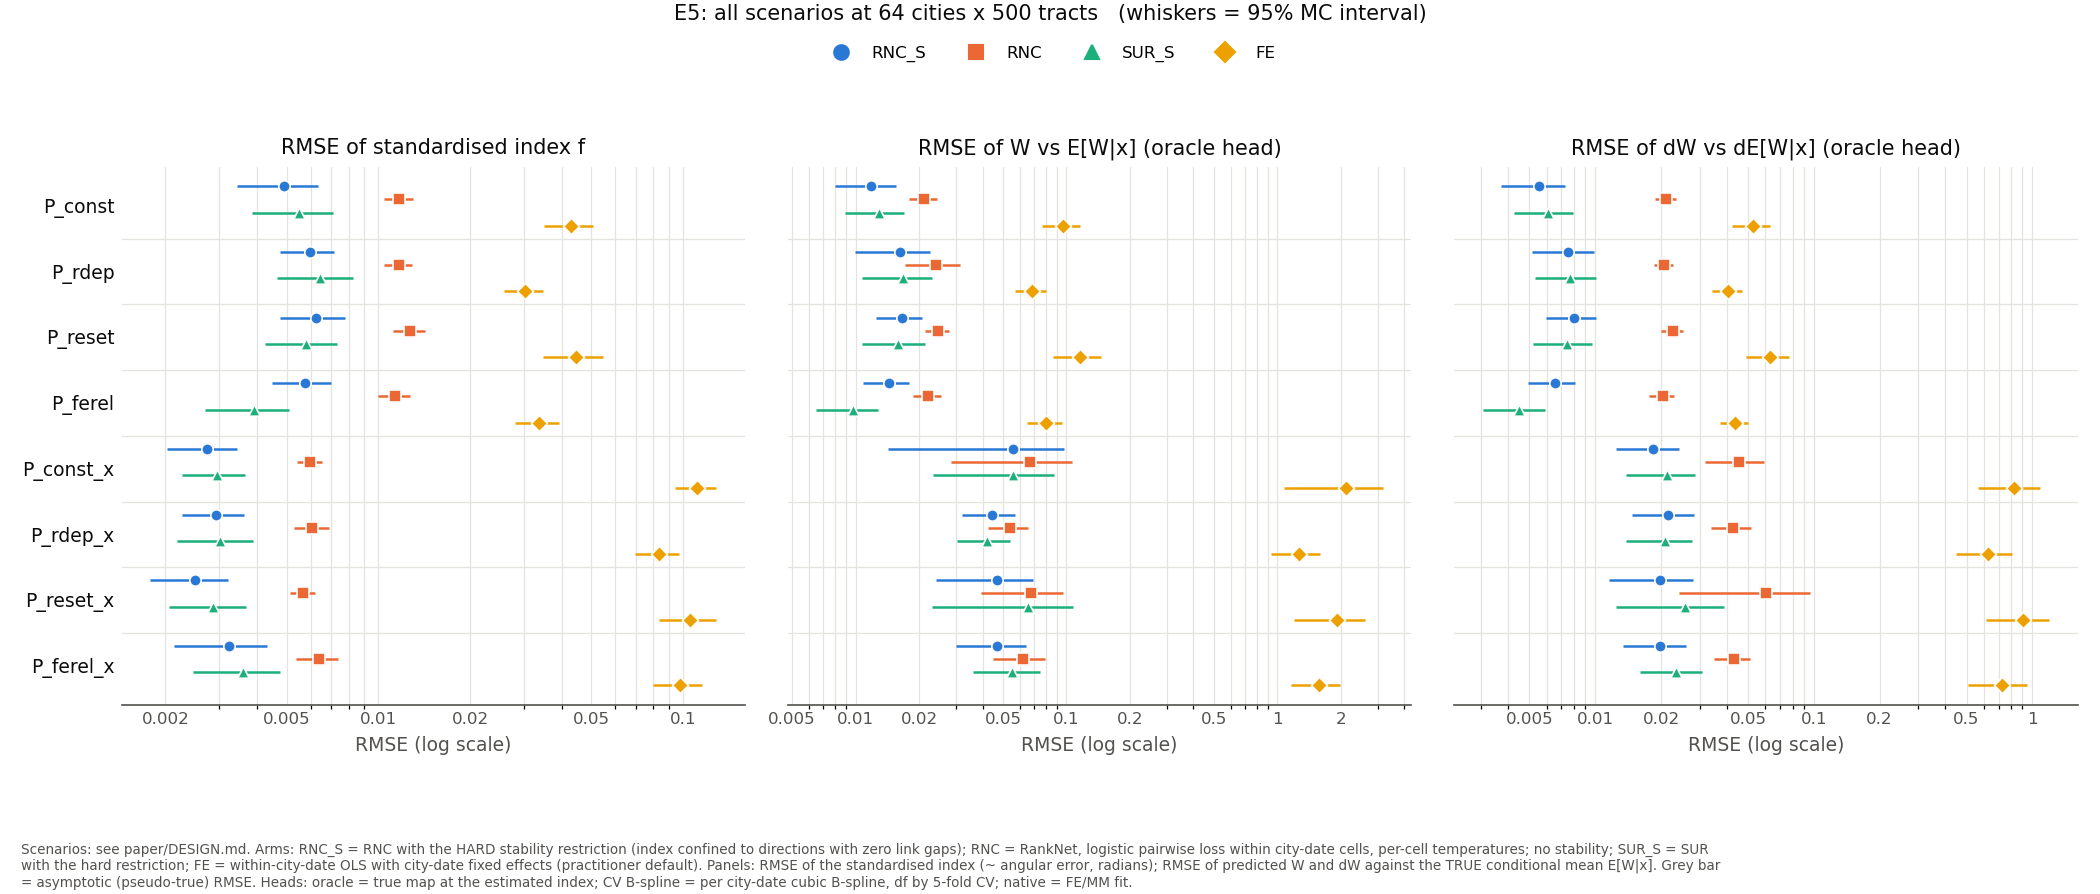 E5: all scenarios at 64 cities x 500 tracts (whiskers = 95% MC interval)
RNC_S RNC SUR_S FE
RMSE of standardised index f
RMSE of W vs E[W|x] (oracle head)
RMSE of dW vs dE[W|x] (oracle head)
P_const
P_rdep
P_reset
P_ferel
P_const_x
P_rdep_x
P_reset_x
P_ferel_x
0.002 0.005 0.01 0.02 0.05 0.1
0.005 0.01 0.02 0.05 0.1 0.2 0.5 1 2
0.005 0.01 0.02 0.05 0.1 0.2 0.5 1
RMSE (log scale)
RMSE (log scale)
RMSE (log scale)
Scenarios: see paper/DESIGN.md. Arms: RNC_S = RNC with the HARD stability restriction (index confined to directions with zero link gaps); RNC = RankNet, logistic pairwise loss within city-date cells, per-cell temperatures; no stability; SUR_S = SUR
with the hard restriction; FE = within-city-date OLS with city-date fixed effects (practitioner default). Panels: RMSE of the standardised index (~ angular error, radians); RMSE of predicted W and dW against the TRUE conditional mean E[W|x]. Grey bar
= asymptotic (pseudo-true) RMSE. Heads: oracle = true map at the estimated index; CV B-spline = per city-date cubic B-spline, df by 5-fold CV; native = FE/MM fit.